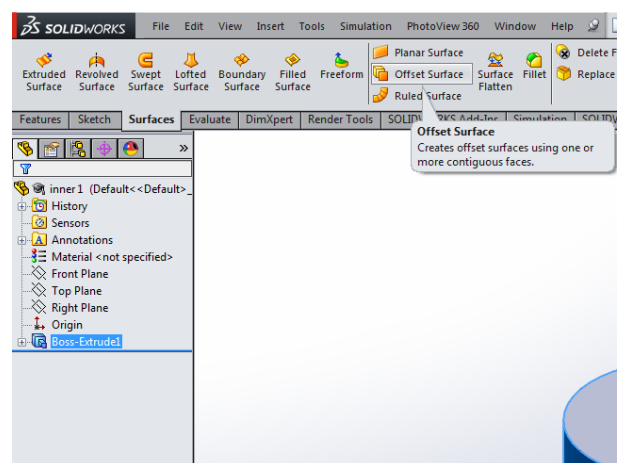 SOLIDWORKS File Edit View Insert Tools Simulation PhotoView 360 Window Help
Extruded Surface
Revolved Surface
Swept Surface
Lofted Surface
Boundary Surface
Filled Surface
Freeform
Planar Surface
Offset Surface
Ruled Surface
Surface Flatten
Fillet
Delete F
Replace
Features Sketch Surfaces Evaluate DimXpert Render Tools SOLIDWORKS Add-Ins Simulation SOLIDW
Offset Surface
Creates offset surfaces using one or
more contiguous faces.
inner1 (Default<<Default>_
History
Sensors
Annotations
Material <not specified>
Front Plane
Top Plane
Right Plane
Origin
Boss-Extrude1